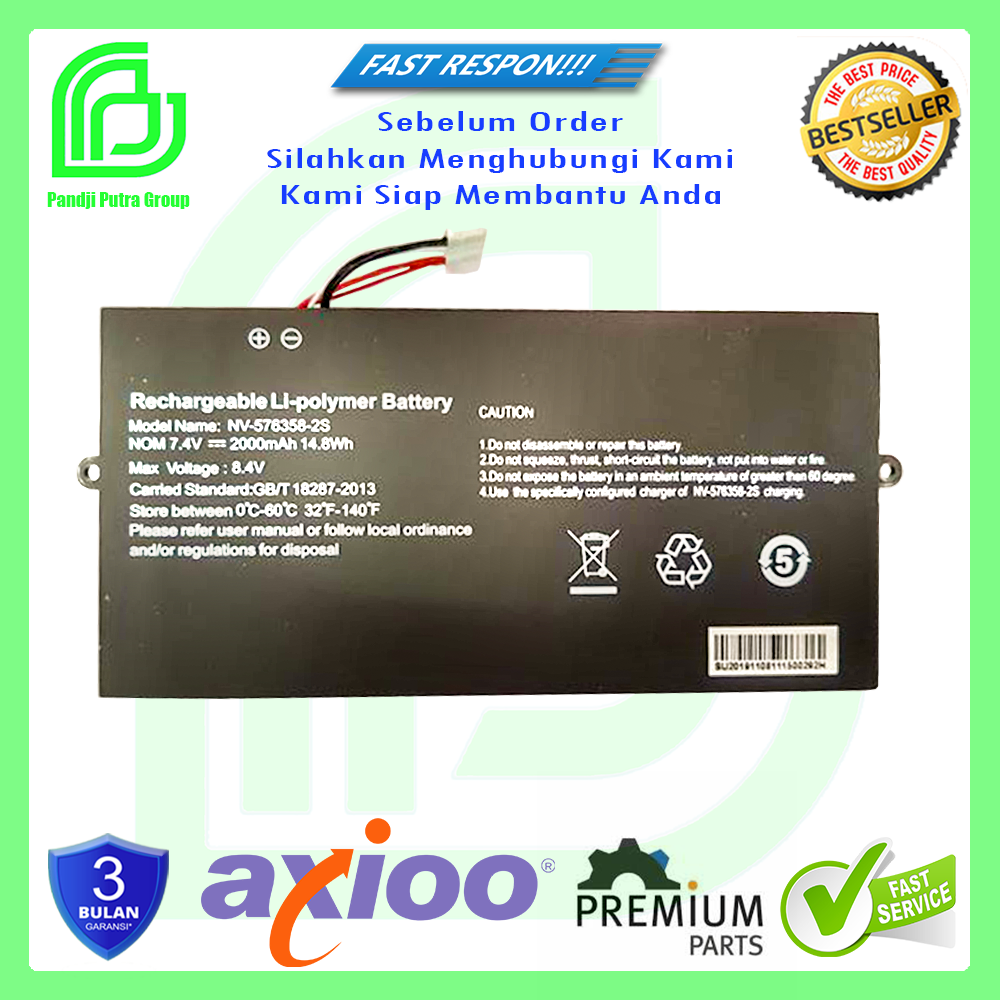 Pandji Putra Group
FAST RESPON!!!
Sebelum Order
Silahkan Menghubungi Kami
Kami Siap Membantu Anda
THE BEST PRICE
BESTSELLER
THE BEST QUALITY
Rechargeable Li-polymer Battery
Model Name: NV-576358-2S
NOM 7.4V 2000mAh 14.8Wh
Max Voltage : 8.4V
Carried Standard:GB/T 18287-2013
Store between 0℃-60℃ 32°F-140°F
Please refer user manual or follow local ordinance
and/or regulations for disposal
CAUTION
1.Do not disassemble or repair this battery.
2.Do not squeeze, thrust, short-circuit the battery, not put into water or fire.
3.Do not expose the battery in an ambient temperature of greater than 60 degree
4.Use the specifically configured charger of NV-576358-2S charging.
5
SU20191108111500292H
3
BULAN
GARANSI*
axioo®
PREMIUM
PARTS
FAST
SERVICE